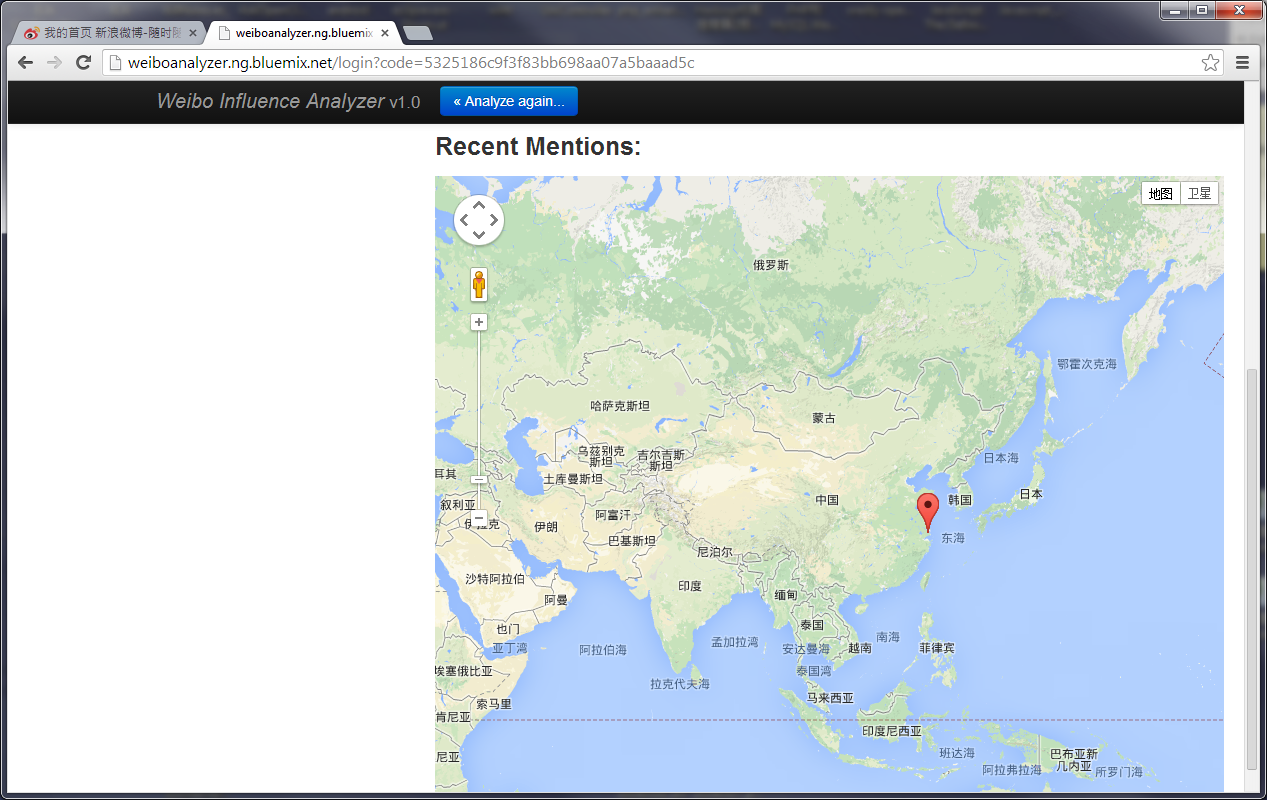 我的首页 新浪微博-随时随
weiboanalyzer.ng.bluemix
weiboanalyzer.ng.bluemix.net/login?code=5325186c9f3f83bb698aa07a5baaad5c
Weibo Influence Analyzer v1.0
« Analyze again...
Recent Mentions:
地图
卫星
俄罗斯
鄂霍次克海
哈萨克斯坦
蒙古
乌兹别克
斯坦
吉尔吉斯
斯坦
日本海
耳其
土库曼斯坦
叙利亚
中国
韩国
日本
阿富汗
伊拉克
伊朗
巴基斯坦
东海
尼泊尔
沙特阿拉伯
印度
缅甸
阿曼
也门
泰国
亚丁湾
阿拉伯海
孟加拉湾
安达曼海
越南
南海
菲律宾
埃塞俄比亚
拉克代夫海
泰国湾
索马里
马来西亚
肯尼亚
印度尼西亚
尼亚
班达海
阿拉弗拉海
巴布亚新
几内亚
所罗门海